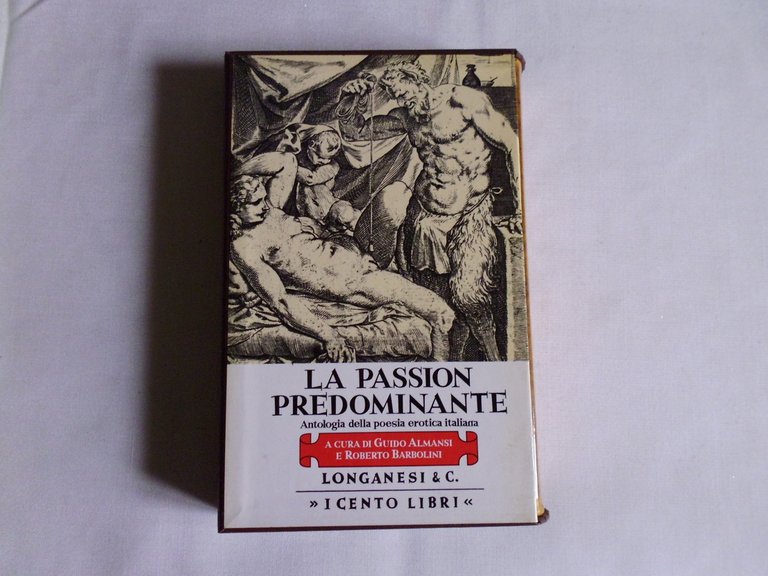 LA PASSION
PREDOMINANTE
Antologia della poesia erotica italiana
A CURA DI GUIDO ALMANSI
E ROBERTO BARBOLINI
LONGANESI & C.
» I CENTO LIBRI «